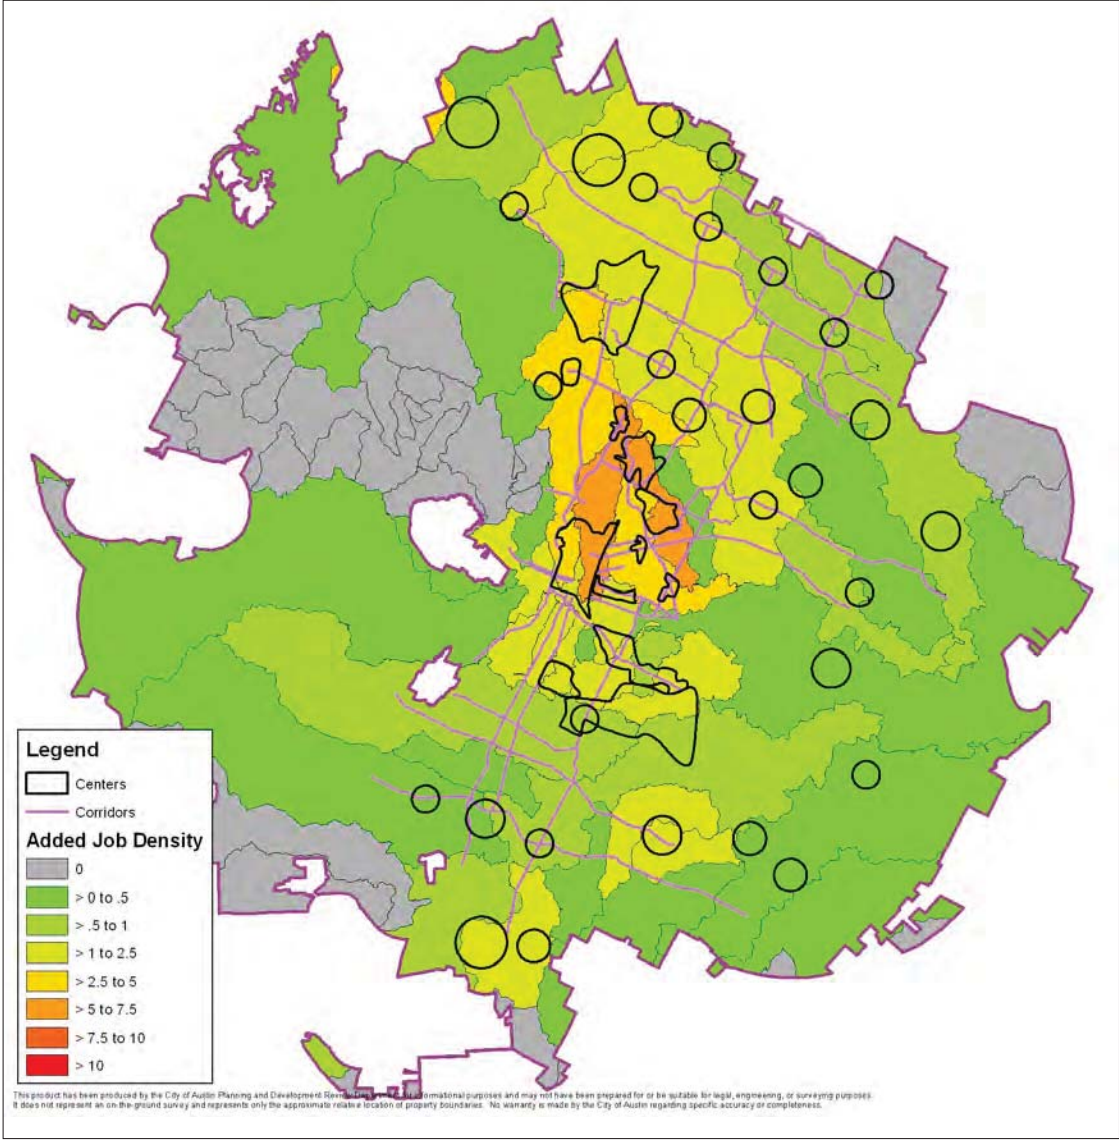 Legend
Centers
Corridors
Added Job Density
0
> 0 to .5
> .5 to 1
> 1 to 2.5
> 2.5 to 5
> 5 to 7.5
> 7.5 to 10
> 10
This product has been produced by the City of Austin Planning and Development Review Department for informational purposes and may not have been prepared for or be suitable for legal, engineering, or surveying purposes.
It does not represent an on-the-ground survey and represents only the approximate relative location of property boundaries. No warranty is made by the City of Austin regarding specific accuracy or completeness.